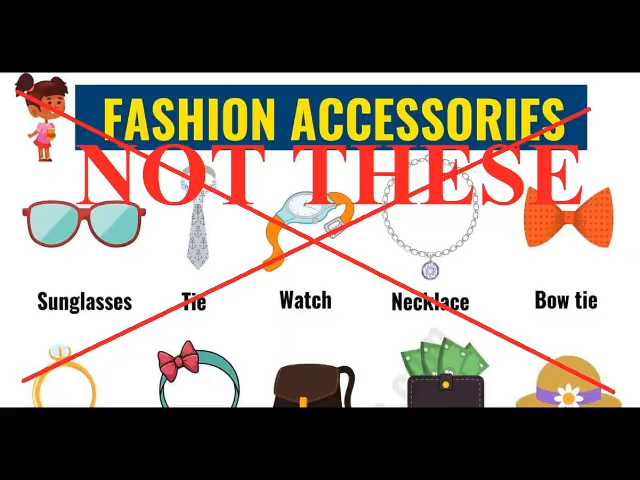 FASHION ACCESSORIES
NOT THESE
Sunglasses Tie Watch Necklace Bow tie